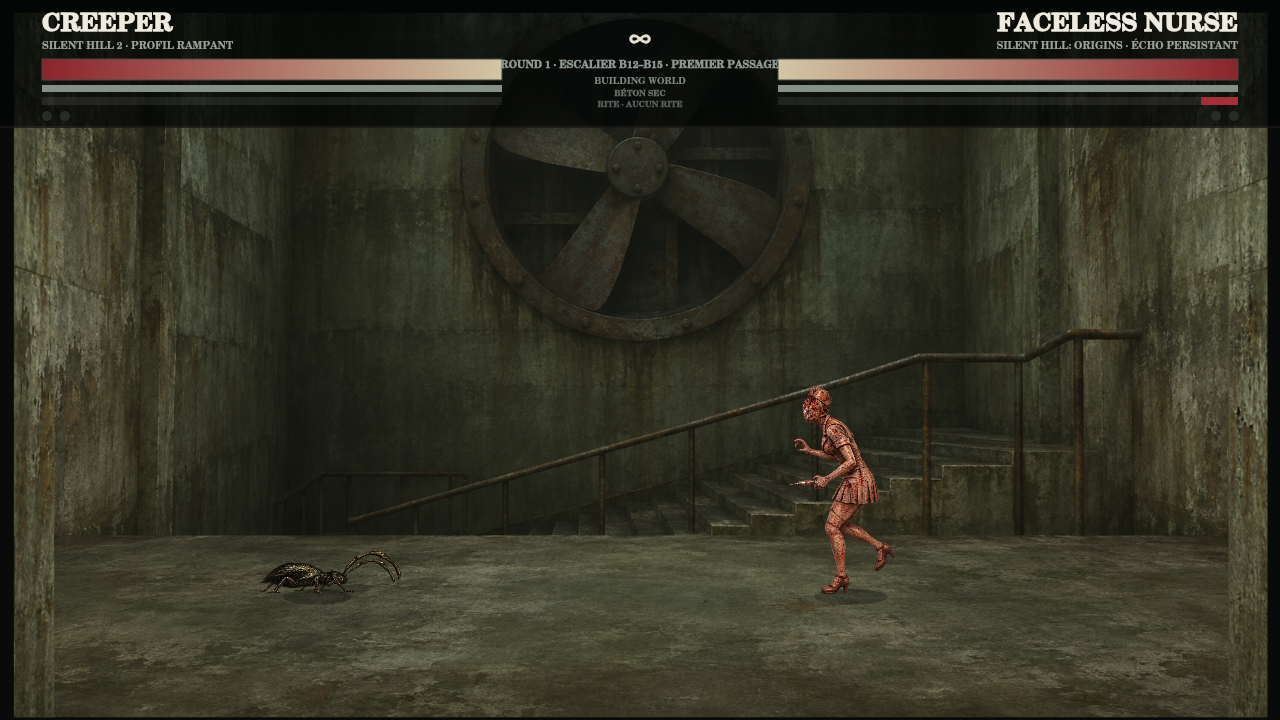 CREEPER
SILENT HILL 2 · PROFIL RAMPANT
∞
ROUND 1 · ESCALIER B12–B15 · PREMIER PASSAGE
BUILDING WORLD
BÉTON SEC
RITE · AUCUN RITE
FACELESS NURSE
SILENT HILL: ORIGINS · ÉCHO PERSISTANT